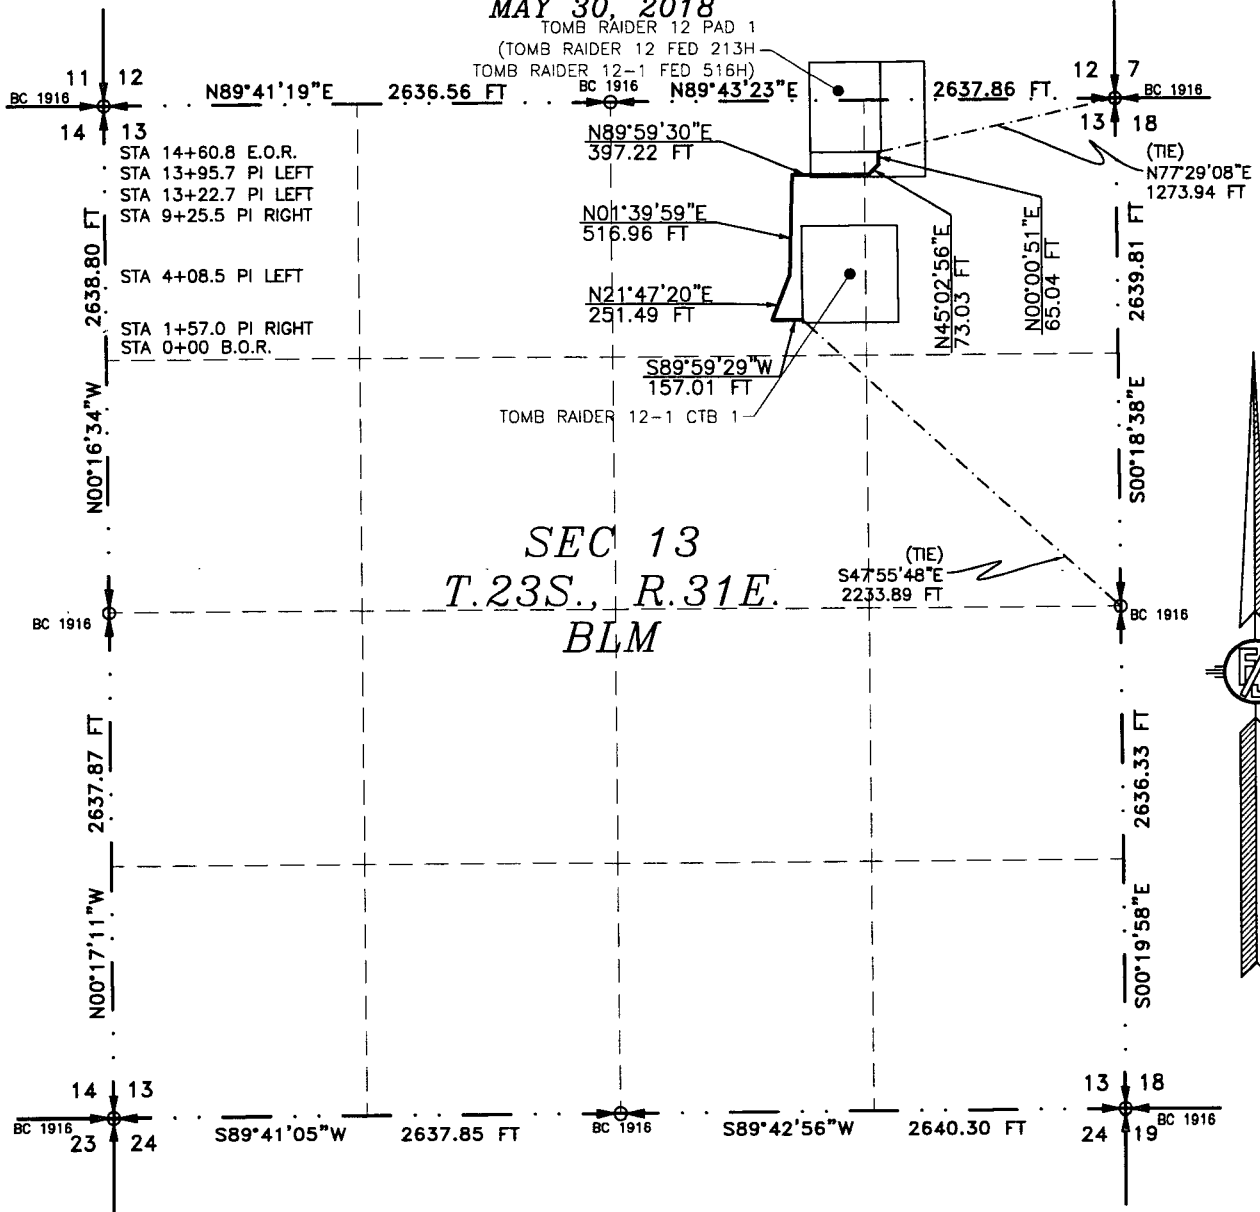 MAY 30, 2018
TOMB RAIDER 12 PAD 1
(TOMB RAIDER 12 FED 213H
TOMB RAIDER 12-1 FED 516H)
11 12
BC 1916
14 13
N89°41'19"E 2636.56 FT
BC 1916
N89°43'23"E 2637.86 FT
12 7
BC 1916
13 18
STA 14+60.8 E.O.R.
STA 13+95.7 PI LEFT
STA 13+22.7 PI LEFT
STA 9+25.5 PI RIGHT
STA 4+08.5 PI LEFT
STA 1+57.0 PI RIGHT
STA 0+00 B.O.R.
N89°59'30"E
397.22 FT
N01°39'59"E
516.96 FT
N21°47'20"E
251.49 FT
S89°59'29"W
157.01 FT
TOMB RAIDER 12-1 CTB 1
N45°02'56"E
73.03 FT
N00°00'51"E
65.04 FT
(TIE)
N77°29'08"E
1273.94 FT
N00°16'34"W 2638.80 FT
S00°18'38"E 2639.81 FT
SEC 13
T.23S., R.31E.
BLM
(TIE)
S47°55'48"E
2233.89 FT
BC 1916
BC 1916
N00°17'11"W 2637.87 FT
S00°19'58"E 2636.33 FT
14 13
BC 1916
23 24
S89°41'05"W 2637.85 FT
BC 1916
S89°42'56"W 2640.30 FT
13 18
BC 1916
24 19